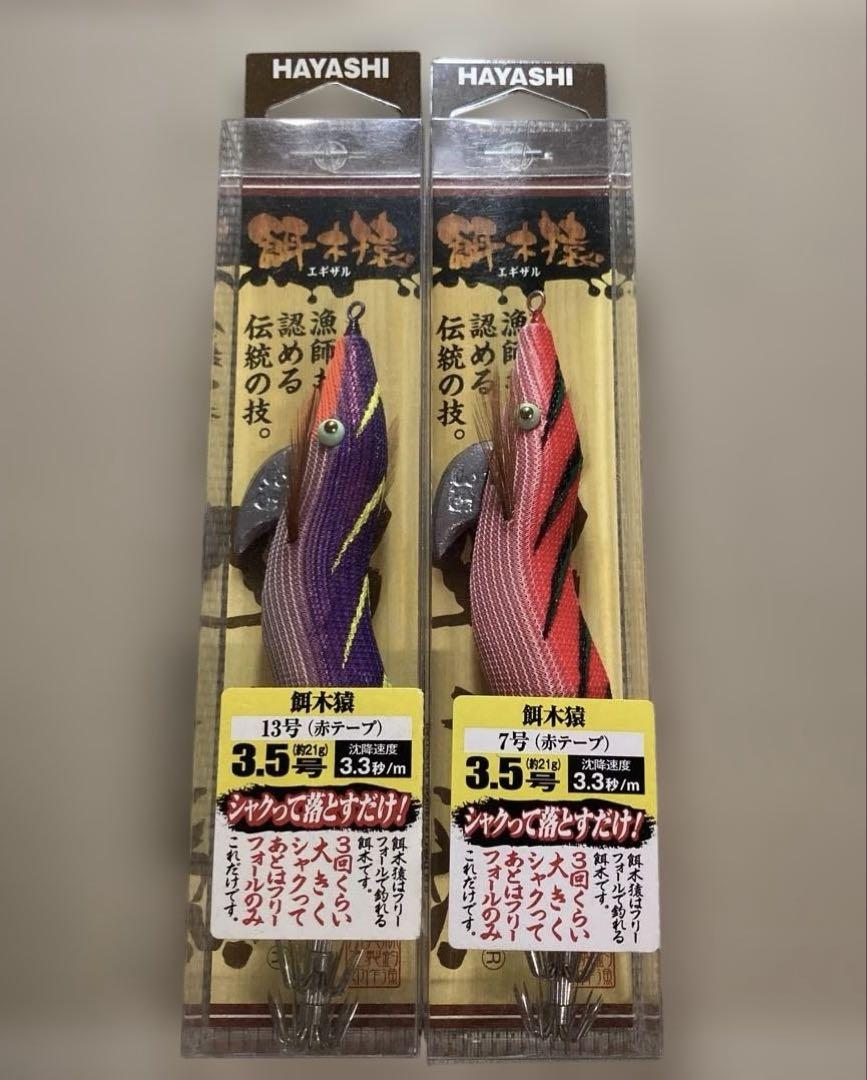 HAYASHI
餌木猿
エギザル
漁師も
認める
伝統の技。
餌木猿
13号(赤テープ)
3.5号(約21g)
沈降速度
3.3秒/m
シャクって落とすだけ!
餌木猿はフリー
フォールで釣れる
餌木です。
3回くらい
大きく
シャクって
あとはフリー
フォールのみ
これだけです。
HAYASHI
餌木猿
エギザル
漁師
認める
伝統の技。
餌木猿
7号(赤テープ)
3.5号(約21g)
沈降速度
3.3秒/m
シャクって落とすだけ!
餌木猿はフリー
フォールで釣れる
餌木です。
3回くらい
大きく
シャクって
あとはフリー
フォールのみ
これだけです。